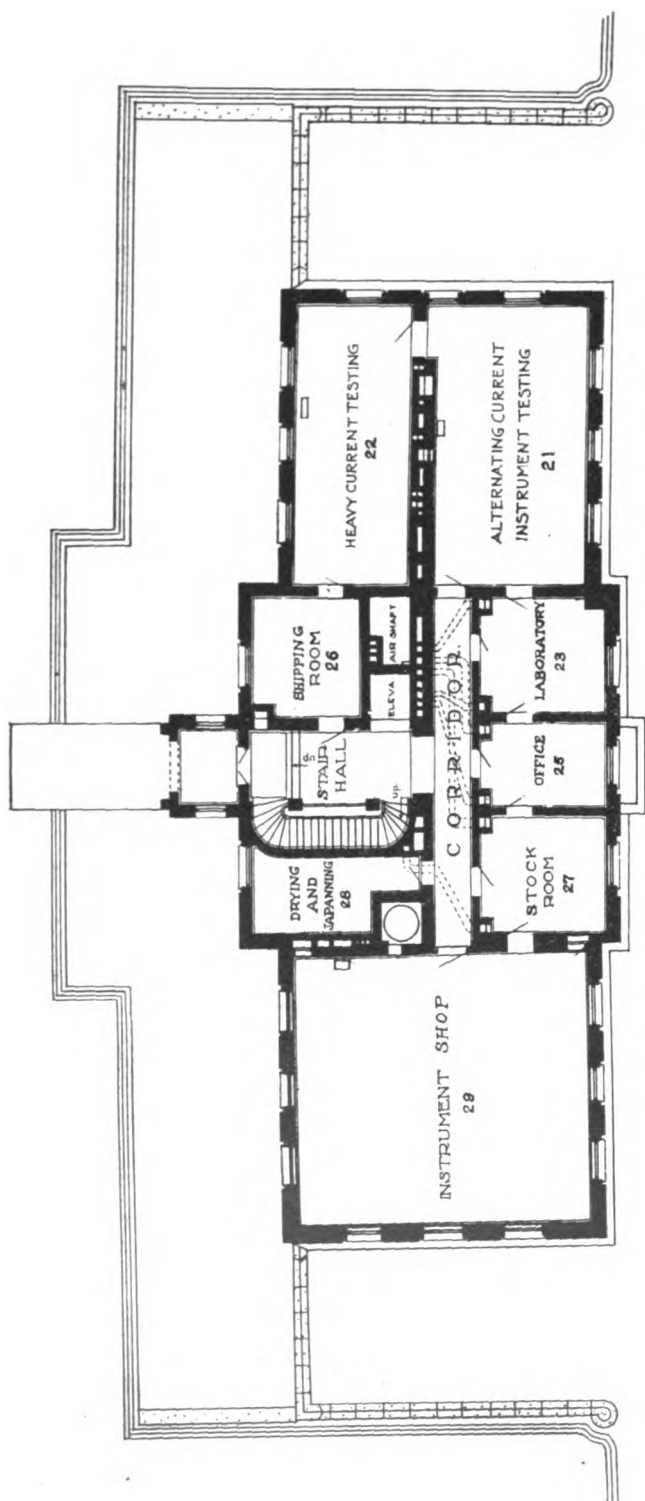 HEAVY CURRENT TESTING
22
ALTERNATING CURRENT
INSTRUMENT TESTING
21
SHIPPING
ROOM
26
AIR SHAFT
ELEVA
LABORATORY
23
STAIR
HALL
up.
CORRIDOR.
OFFICE
25
DRYING
AND
JAPANNING
28
STOCK
ROOM
27
INSTRUMENT SHOP
29